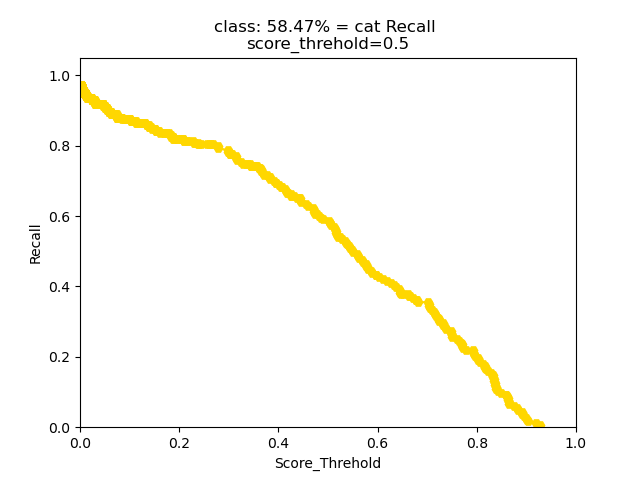 class: 58.47% = cat Recall
score_threhold=0.5
1.0
0.8
0.6
0.4
0.2
0.0
Recall
0.0 0.2 0.4 0.6 0.8 1.0
Score_Threhold